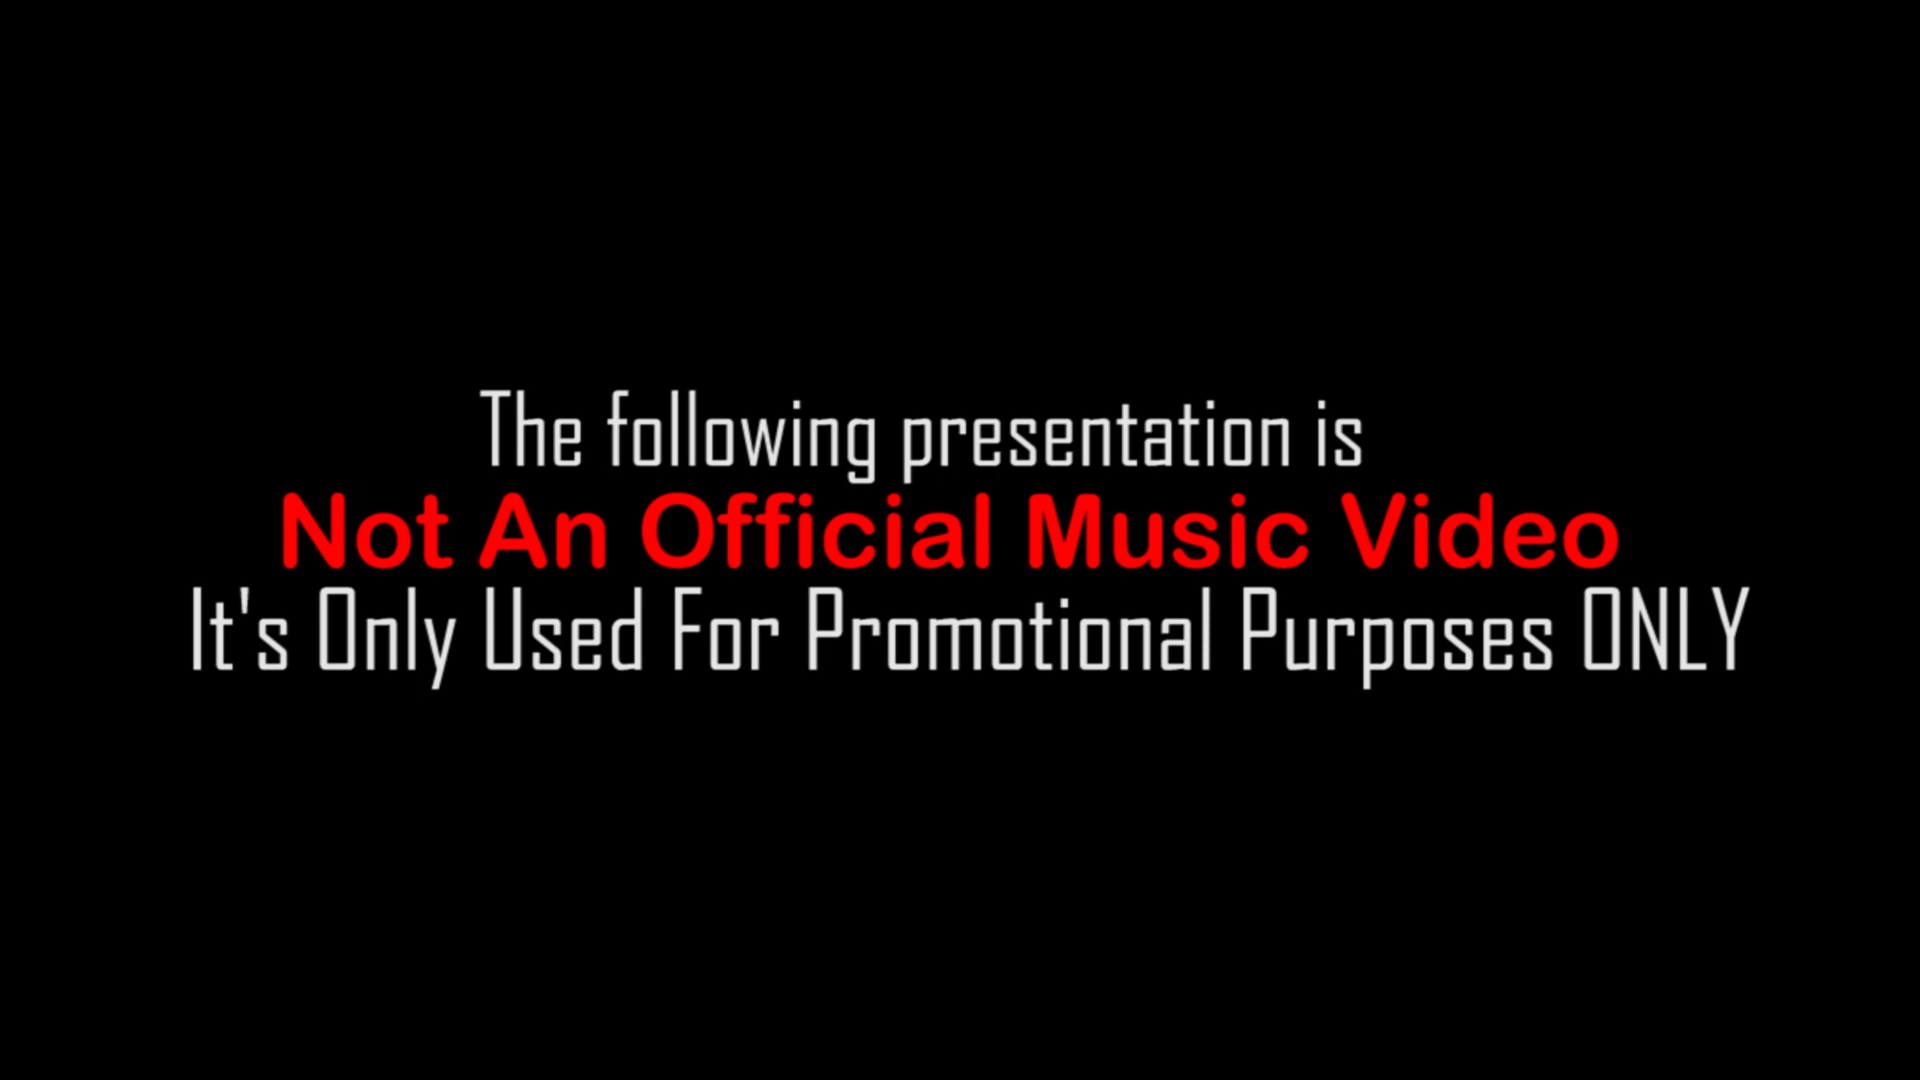 The following presentation is
Not An Official Music Video
It's Only Used For Promotional Purposes ONLY